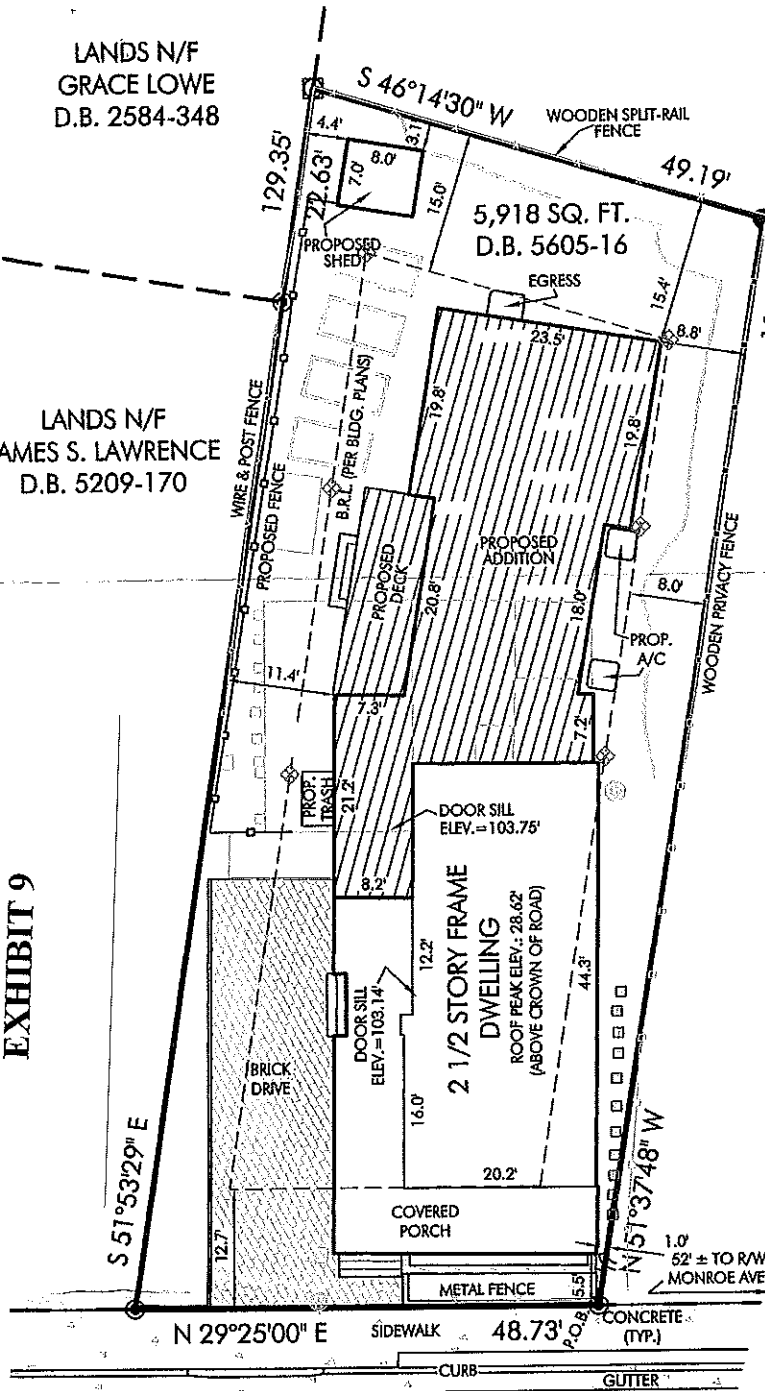 LANDS N/F
GRACE LOWE
D.B. 2584-348
S 46°14'30" W
WOODEN SPLIT-RAIL
FENCE
49.19'
129.35'
22.63'
4.4'
3.1'
8.0'
7.0'
15.0'
5,918 SQ. FT.
D.B. 5605-16
PROPOSED
SHED
EGRESS
15.4'
8.8'
23.5'
19.8'
19.8'
LANDS N/F
AMES S. LAWRENCE
D.B. 5209-170
WIRE & POST FENCE
PROPOSED FENCE
B.R.L. (PER BLDG. PLANS)
PROPOSED
DECK
PROPOSED
ADDITION
20.8'
18.0'
8.0'
WOODEN PRIVACY FENCE
PROP.
A/C
11.4'
7.3'
7.2'
PROP.
TRASH
21.2'
DOOR SILL
ELEV.=103.75'
8.2'
EXHIBIT 9
2 1/2 STORY FRAME
DWELLING
ROOF PEAK ELEV.: 28.62'
(ABOVE CROWN OF ROAD)
12.2'
44.3'
DOOR SILL
ELEV.=103.14'
BRICK
DRIVE
16.0'
20.2'
S 51°53'29" E
N 51°37'48" W
COVERED
PORCH
12.7'
1.0'
52' ± TO R/W
MONROE AVE
METAL FENCE
5.5'
P.O.B.
CONCRETE
(TYP.)
N 29°25'00" E
SIDEWALK
48.73'
CURB
GUTTER